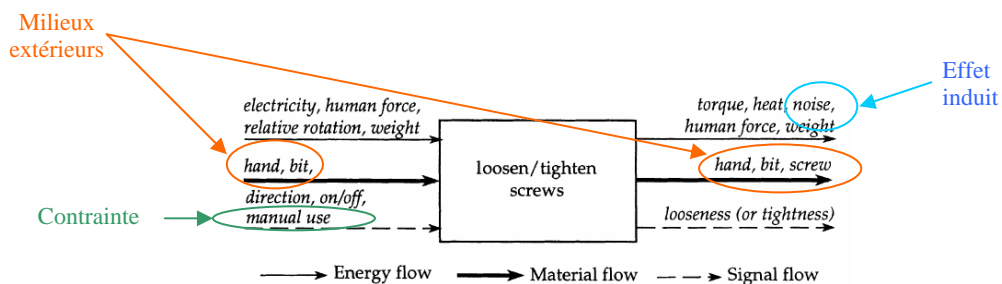 Milieux
extérieurs
Effet
induit
electricity, human force,
relative rotation, weight
hand, bit,
direction, on/off,
manual use
Contrainte
loosen/tighten
screws
torque, heat, noise,
human force, weight
hand, bit, screw
looseness (or tightness)
Energy flow
Material flow
Signal flow